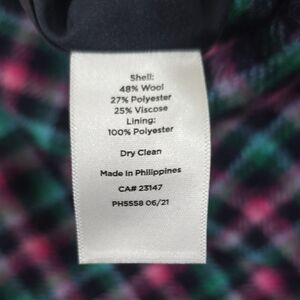 Shell:
48% Wool
27% Polyester
25% Viscose
Lining:
100% Polyester
Dry Clean
Made In Philippines
CA# 23147
PH5558 06/21